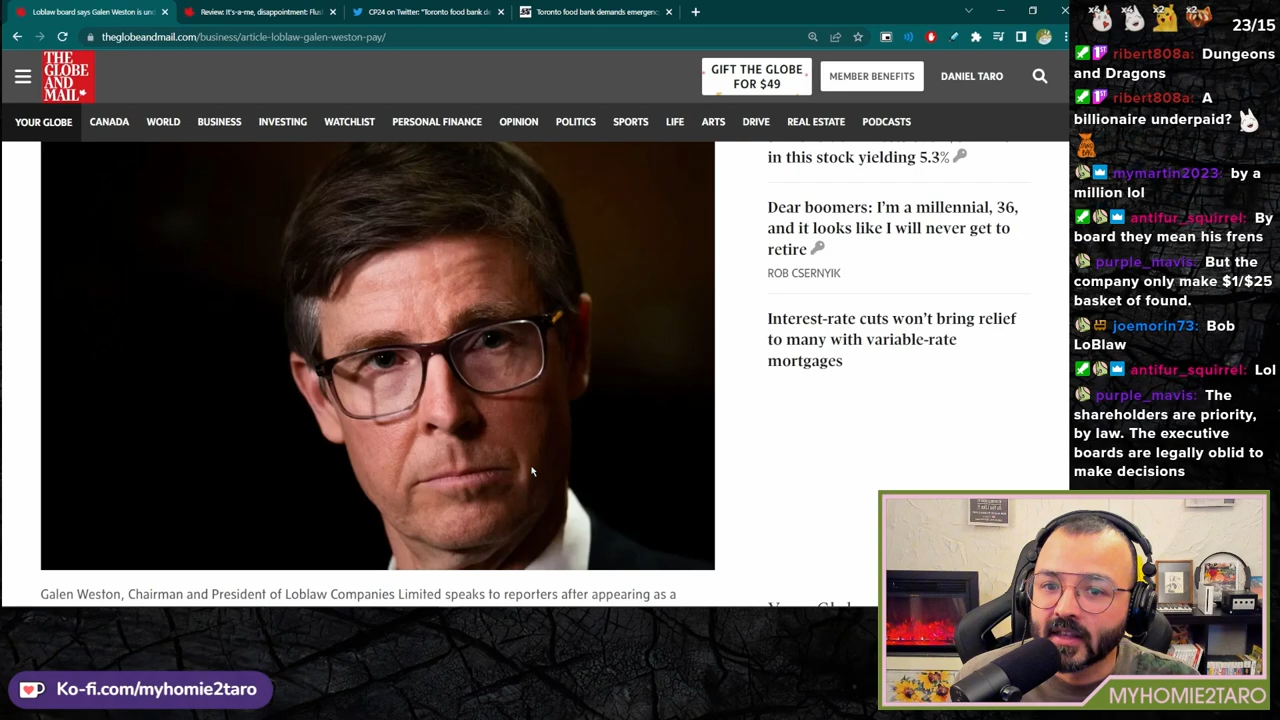 Loblaw board says Galen Weston is un
Review: It's-a-me, disappointment: Flus
CP24 on Twitter: "Toronto food bank d
Toronto food bank demands emergenc
theglobeandmail.com/business/article-loblaw-galen-weston-pay/
THE
GLOBE
AND
MAIL
GIFT THE GLOBE
FOR $49
MEMBER BENEFITS
DANIEL TARO
YOUR GLOBE CANADA WORLD BUSINESS INVESTING WATCHLIST PERSONAL FINANCE OPINION POLITICS SPORTS LIFE ARTS DRIVE REAL ESTATE PODCASTS
in this stock yielding 5.3%
Dear boomers: I'm a millennial, 36,
and it looks like I will never get to
retire
ROB CSERNYIK
Interest-rate cuts won't bring relief
to many with variable-rate
mortgages
Galen Weston, Chairman and President of Loblaw Companies Limited speaks to reporters after appearing as a
x4 x4 x2 x2
23/15
ribert808a: Dungeons
and Dragons
ribert808a: A
billionaire underpaid?
mymartin2023: by a
million lol
antifur_squirrel: By
board they mean his frens
purple_mavis: But the
company only make $1/$25
basket of found.
joemorin73: Bob
LoBlaw
antifur_squirrel: Lol
purple_mavis: The
shareholders are priority,
by law. The executive
boards are legally oblid to
make decisions
Ko-fi.com/myhomie2taro
MYHOMIE2TARO